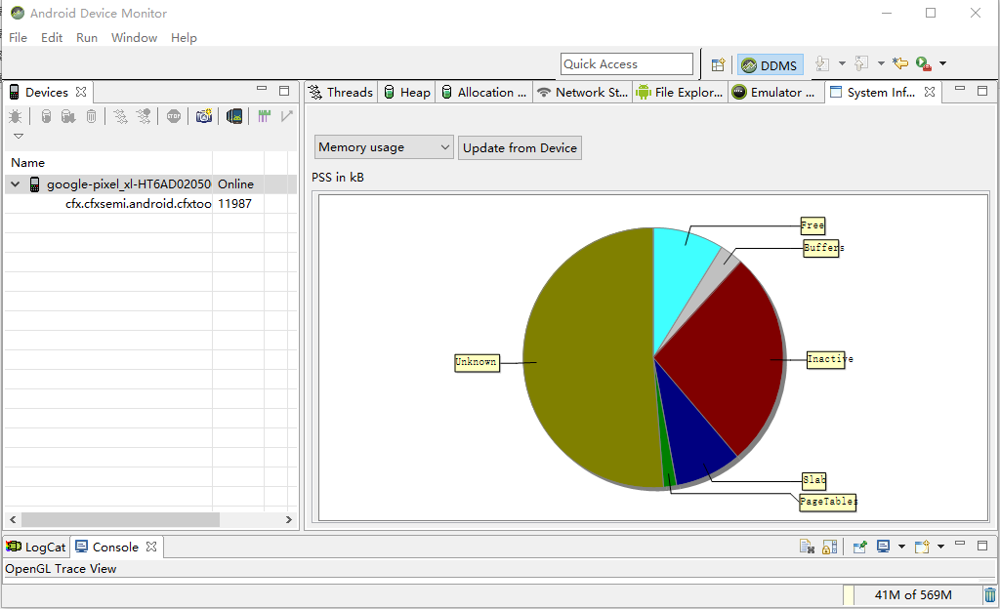 Android Device Monitor
File Edit Run Window Help
Quick Access
DDMS
Devices
Threads Heap Allocation ... Network St... File Explor... Emulator ... System Inf...
STOP
Memory usage Update from Device
Name
PSS in kB
google-pixel_xl-HT6AD02050 Online
cfx.cfxsemi.android.cfxtoo 11987
Free
Buffers
Inactive
Unknown
Slab
PageTables
LogCat Console
OpenGL Trace View
41M of 569M